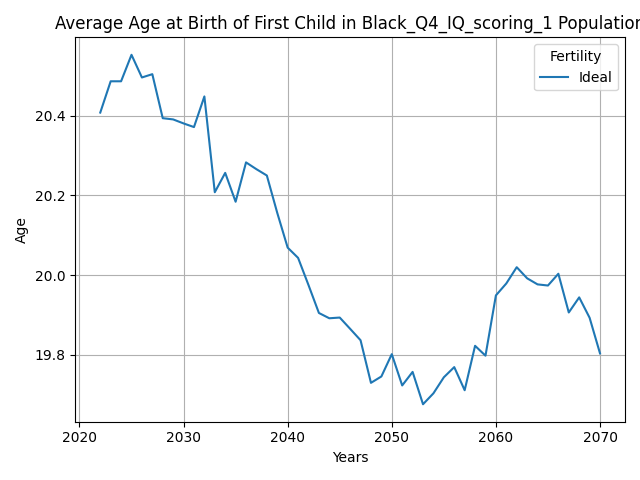 Average Age at Birth of First Child in Black_Q4_IQ_scoring_1 Population
Fertility
Ideal
20.4
20.2
20.0
19.8
Age
2020 2030 2040 2050 2060 2070
Years